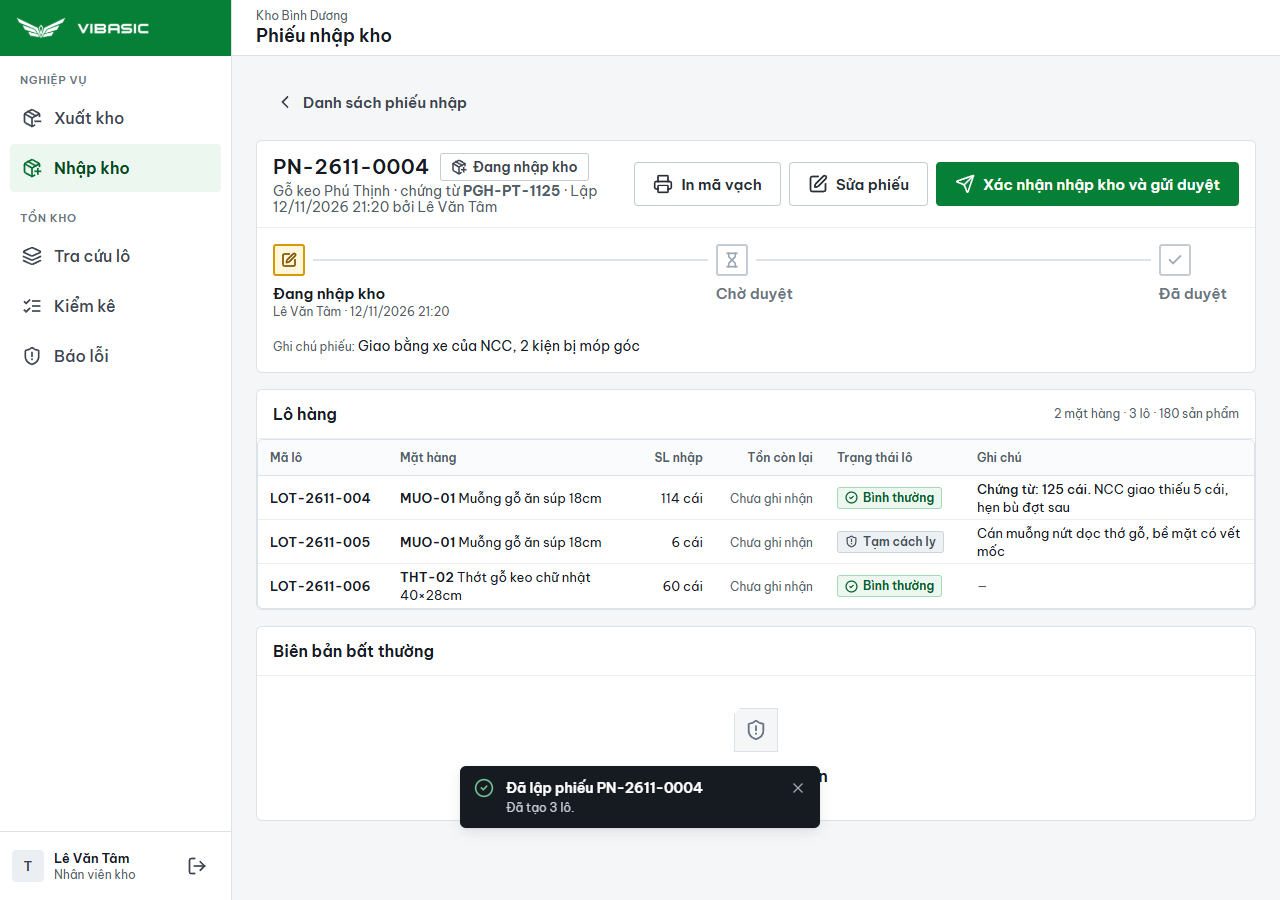 VIBASIC
Kho Bình Dương
Phiếu nhập kho
NGHIỆP VỤ
Xuất kho
Nhập kho
TỒN KHO
Tra cứu lô
Kiểm kê
Báo lỗi
T
Lê Văn Tâm
Nhân viên kho
Danh sách phiếu nhập
PN-2611-0004
Đang nhập kho
Gỗ keo Phú Thịnh · chứng từ PGH-PT-1125 · Lập
12/11/2026 21:20 bởi Lê Văn Tâm
In mã vạch
Sửa phiếu
Xác nhận nhập kho và gửi duyệt
Đang nhập kho
Lê Văn Tâm · 12/11/2026 21:20
Chờ duyệt
Đã duyệt
Ghi chú phiếu: Giao bằng xe của NCC, 2 kiện bị móp góc
Lô hàng
2 mặt hàng · 3 lô · 180 sản phẩm
Mã lô Mặt hàng SL nhập Tồn còn lại Trạng thái lô Ghi chú
LOT-2611-004 MUO-01 Muỗng gỗ ăn súp 18cm 114 cái Chưa ghi nhận Bình thường Chứng từ: 125 cái. NCC giao thiếu 5 cái,
hẹn bù đợt sau
LOT-2611-005 MUO-01 Muỗng gỗ ăn súp 18cm 6 cái Chưa ghi nhận Tạm cách ly Cán muỗng nứt dọc thớ gỗ, bề mặt có vết
mốc
LOT-2611-006 THT-02 Thớt gỗ keo chữ nhật
40×28cm 60 cái Chưa ghi nhận Bình thường –
Biên bản bất thường
Đã lập phiếu PN-2611-0004
Đã tạo 3 lô.